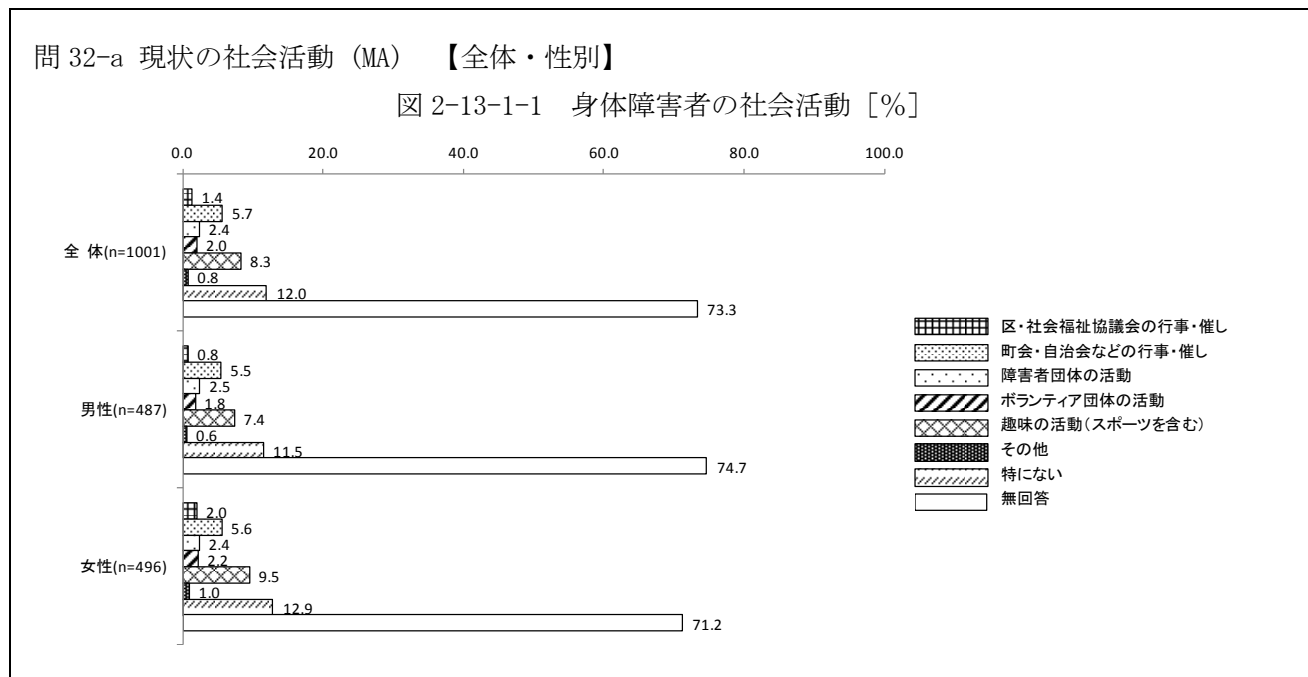 問 32-a 現状の社会活動 (MA) 【全体・性別】
図 2-13-1-1 身体障害者の社会活動［％］
0.0 20.0 40.0 60.0 80.0 100.0
全 体(n=1001)
1.4
5.7
2.4
2.0
8.3
0.8
12.0
73.3
男性(n=487)
0.8
5.5
2.5
1.8
7.4
0.6
11.5
74.7
女性(n=496)
2.0
5.6
2.4
2.2
9.5
1.0
12.9
71.2
区・社会福祉協議会の行事・催し
町会・自治会などの行事・催し
障害者団体の活動
ボランティア団体の活動
趣味の活動(スポーツを含む)
その他
特にない
無回答